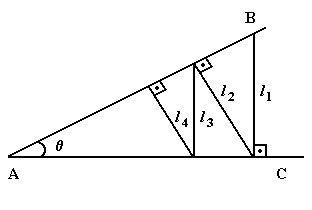 B
l₄ l₃ l₂ l₁
θ
A C